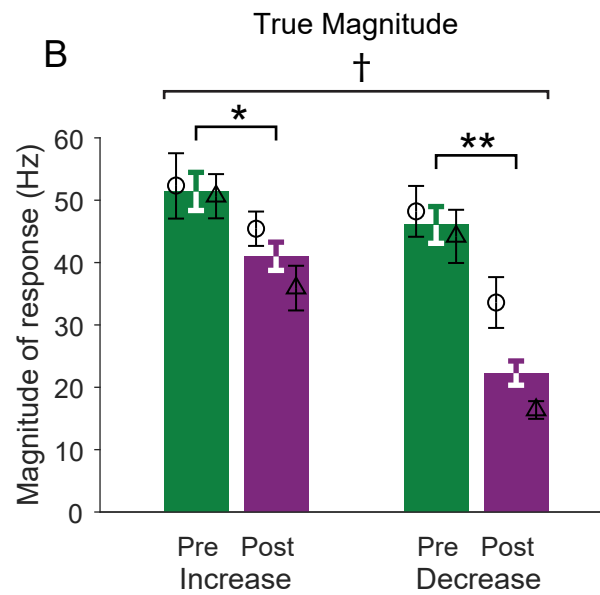 True Magnitude
B
†
*
**
Magnitude of response (Hz)
60
50
40
30
20
10
0
Pre Post Pre Post
Increase Decrease